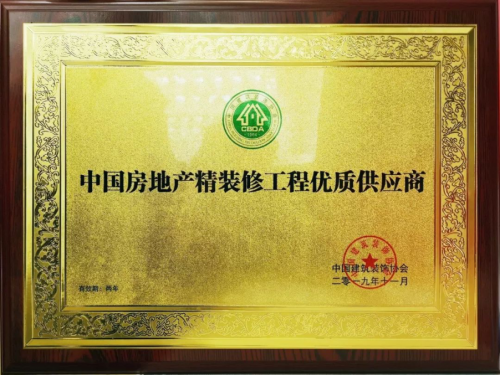 CBDA
中国房地产精装修工程优质供应商
中国建筑装饰协会
二零一九年十一月
有效期：两年